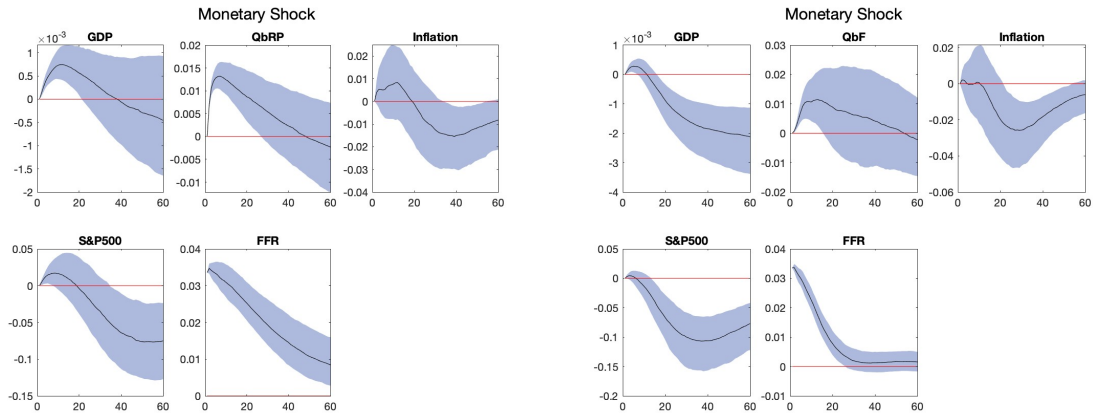 Monetary Shock
×10⁻³
GDP
1
0.5
0
-0.5
-1
-1.5
-2
0 20 40 60
QbRP
0.02
0.015
0.01
0.005
0
-0.005
-0.01
0 20 40 60
Inflation
0.02
0.01
0
-0.01
-0.02
-0.03
-0.04
0 20 40 60
S&P500
0.05
0
-0.05
-0.1
-0.15
0 20 40 60
FFR
0.04
0.03
0.02
0.01
0
0 20 40 60
Monetary Shock
×10⁻³
GDP
1
0
-1
-2
-3
-4
0 20 40 60
QbF
0.03
0.02
0.01
0
-0.01
-0.02
0 20 40 60
Inflation
0.02
0
-0.02
-0.04
-0.06
0 20 40 60
S&P500
0.05
0
-0.05
-0.1
-0.15
-0.2
0 20 40 60
FFR
0.04
0.03
0.02
0.01
0
-0.01
0 20 40 60